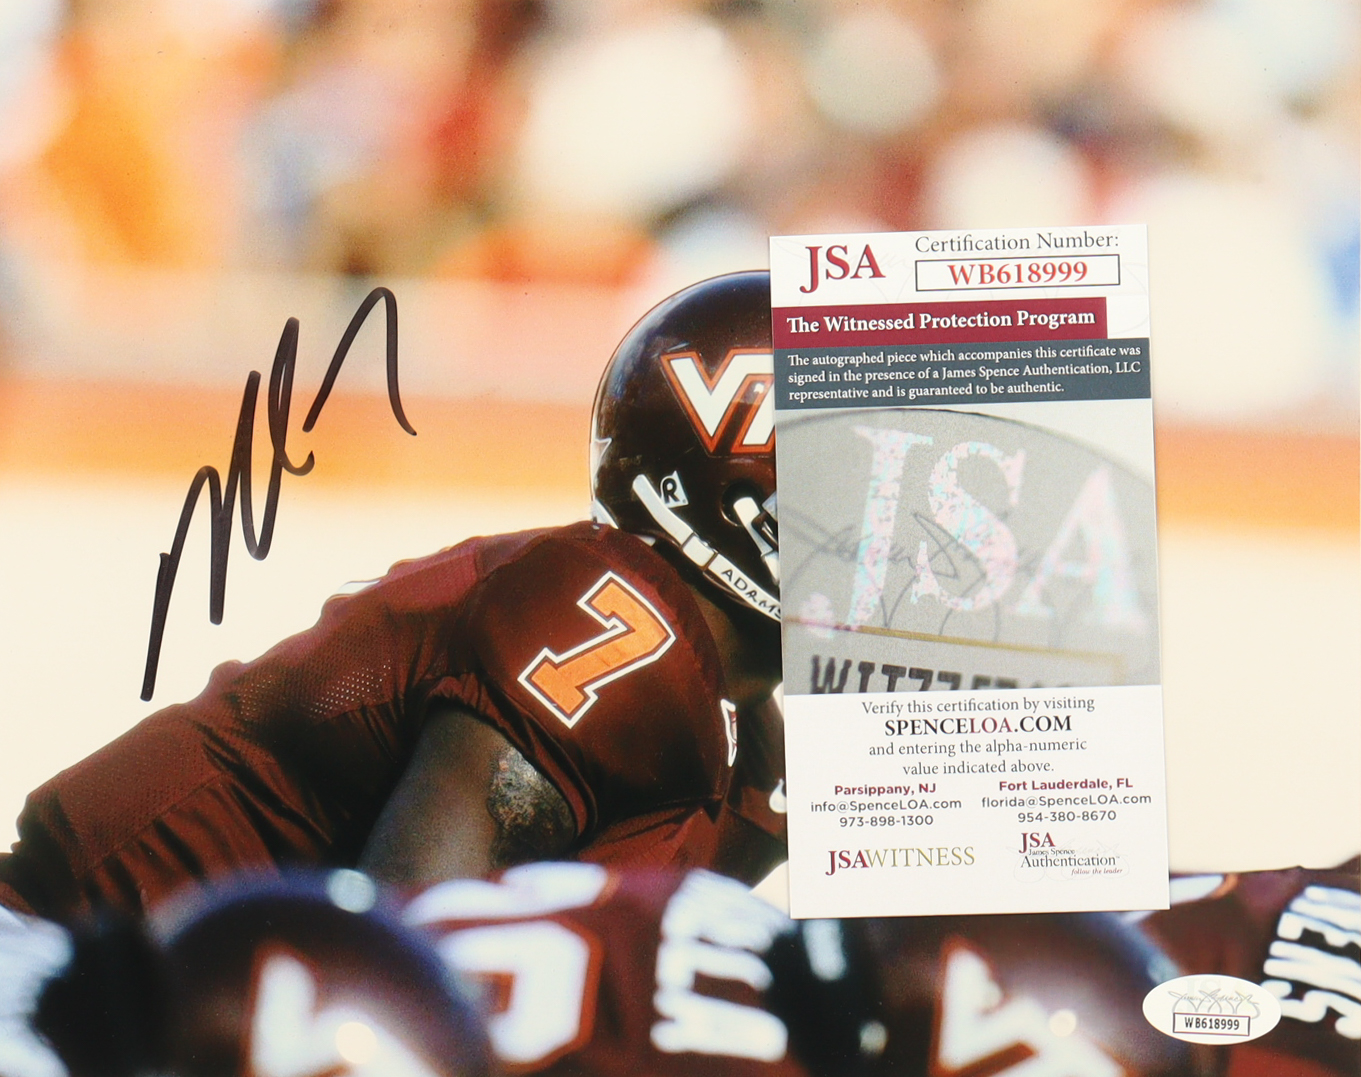 JSA
Certification Number:
WB618999
The Witnessed Protection Program
The autographed piece which accompanies this certificate was
signed in the presence of a James Spence Authentication, LLC
representative and is guaranteed to be authentic.
JSA
Verify this certification by visiting
SPENCELOA.COM
and entering the alpha-numeric
value indicated above.
Parsippany, NJ
info@SpenceLOA.com
973-898-1300
Fort Lauderdale, FL
florida@SpenceLOA.com
954-380-8670
JSAWITNESS
JSA
James Spence
Authentication
follow the leader
VT
R
ADAMS
7
WB618999